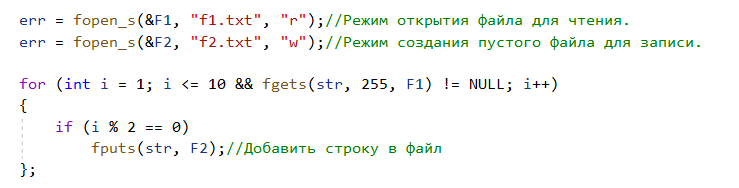 err = fopen_s(&F1, "f1.txt", "r");//Режим открытия файла для чтения.
err = fopen_s(&F2, "f2.txt", "w");//Режим создания пустого файла для записи.
for (int i = 1; i <= 10 && fgets(str, 255, F1) != NULL; i++)
{
if (i % 2 == 0)
fputs(str, F2);//Добавить строку в файл
};